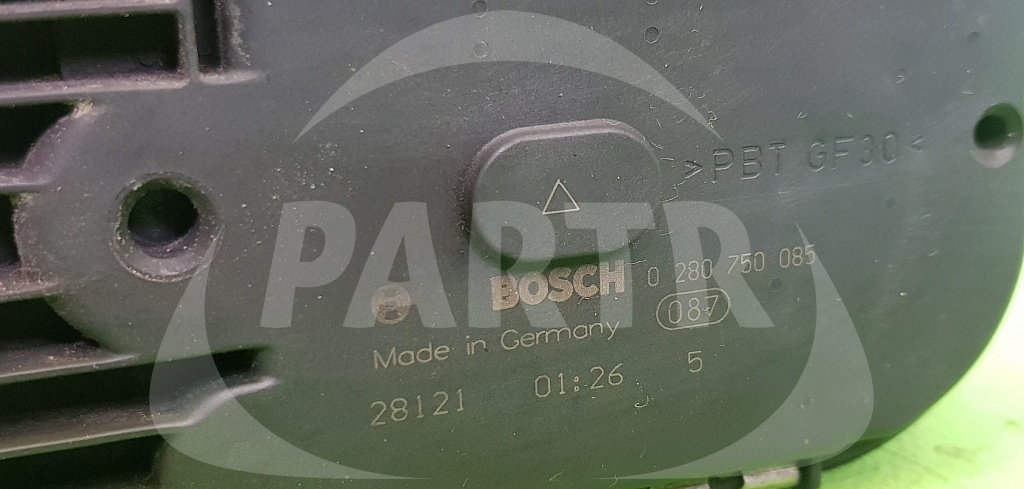 >PBT GF30<
BOSCH 0 280 750 085
087
Made in Germany
28121 01:26 5
PARTR